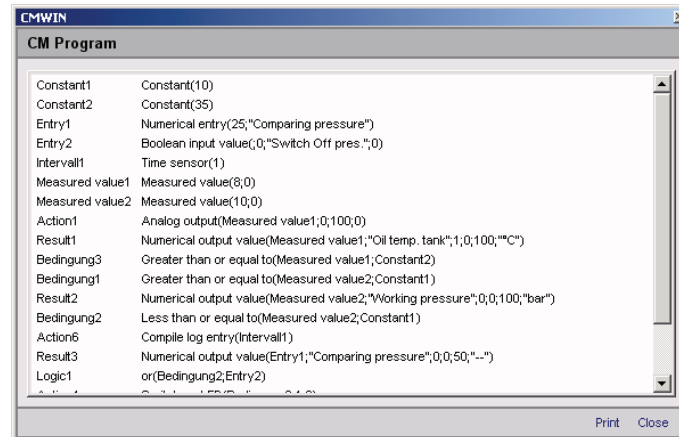 CMWIN
CM Program
Constant1 Constant(10)
Constant2 Constant(35)
Entry1 Numerical entry(25;"Comparing pressure")
Entry2 Boolean input value(;0;"Switch Off pres.";0)
Intervall1 Time sensor(1)
Measured value1 Measured value(8;0)
Measured value2 Measured value(10;0)
Action1 Analog output(Measured value1;0;100;0)
Result1 Numerical output value(Measured value1;"Oil temp. tank";1;0;100;"°C")
Bedingung3 Greater than or equal to(Measured value1;Constant2)
Bedingung1 Greater than or equal to(Measured value2;Constant1)
Result2 Numerical output value(Measured value2;"Working pressure";0;0;100;"bar")
Bedingung2 Less than or equal to(Measured value2;Constant1)
Action6 Compile log entry(Intervall1)
Result3 Numerical output value(Entry1;"Comparing pressure";0;0;50;"--")
Logic1 or(Bedingung2;Entry2)
Print Close